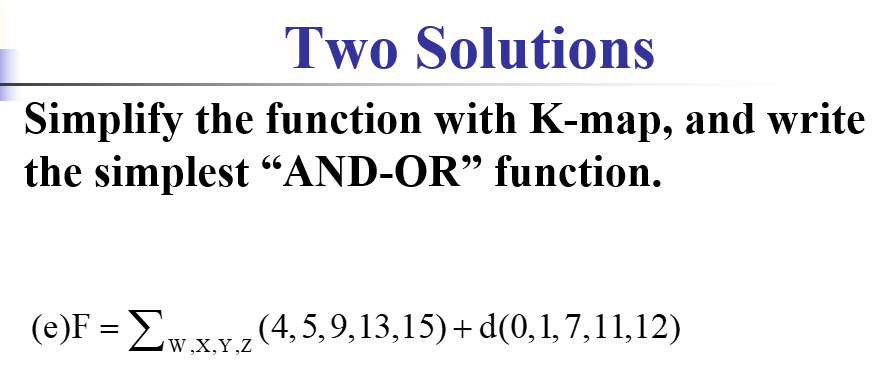 Two Solutions
Simplify the function with K-map, and write
the simplest “AND-OR” function.
(e)F = ∑W,X,Y,Z (4,5,9,13,15) + d(0,1,7,11,12)